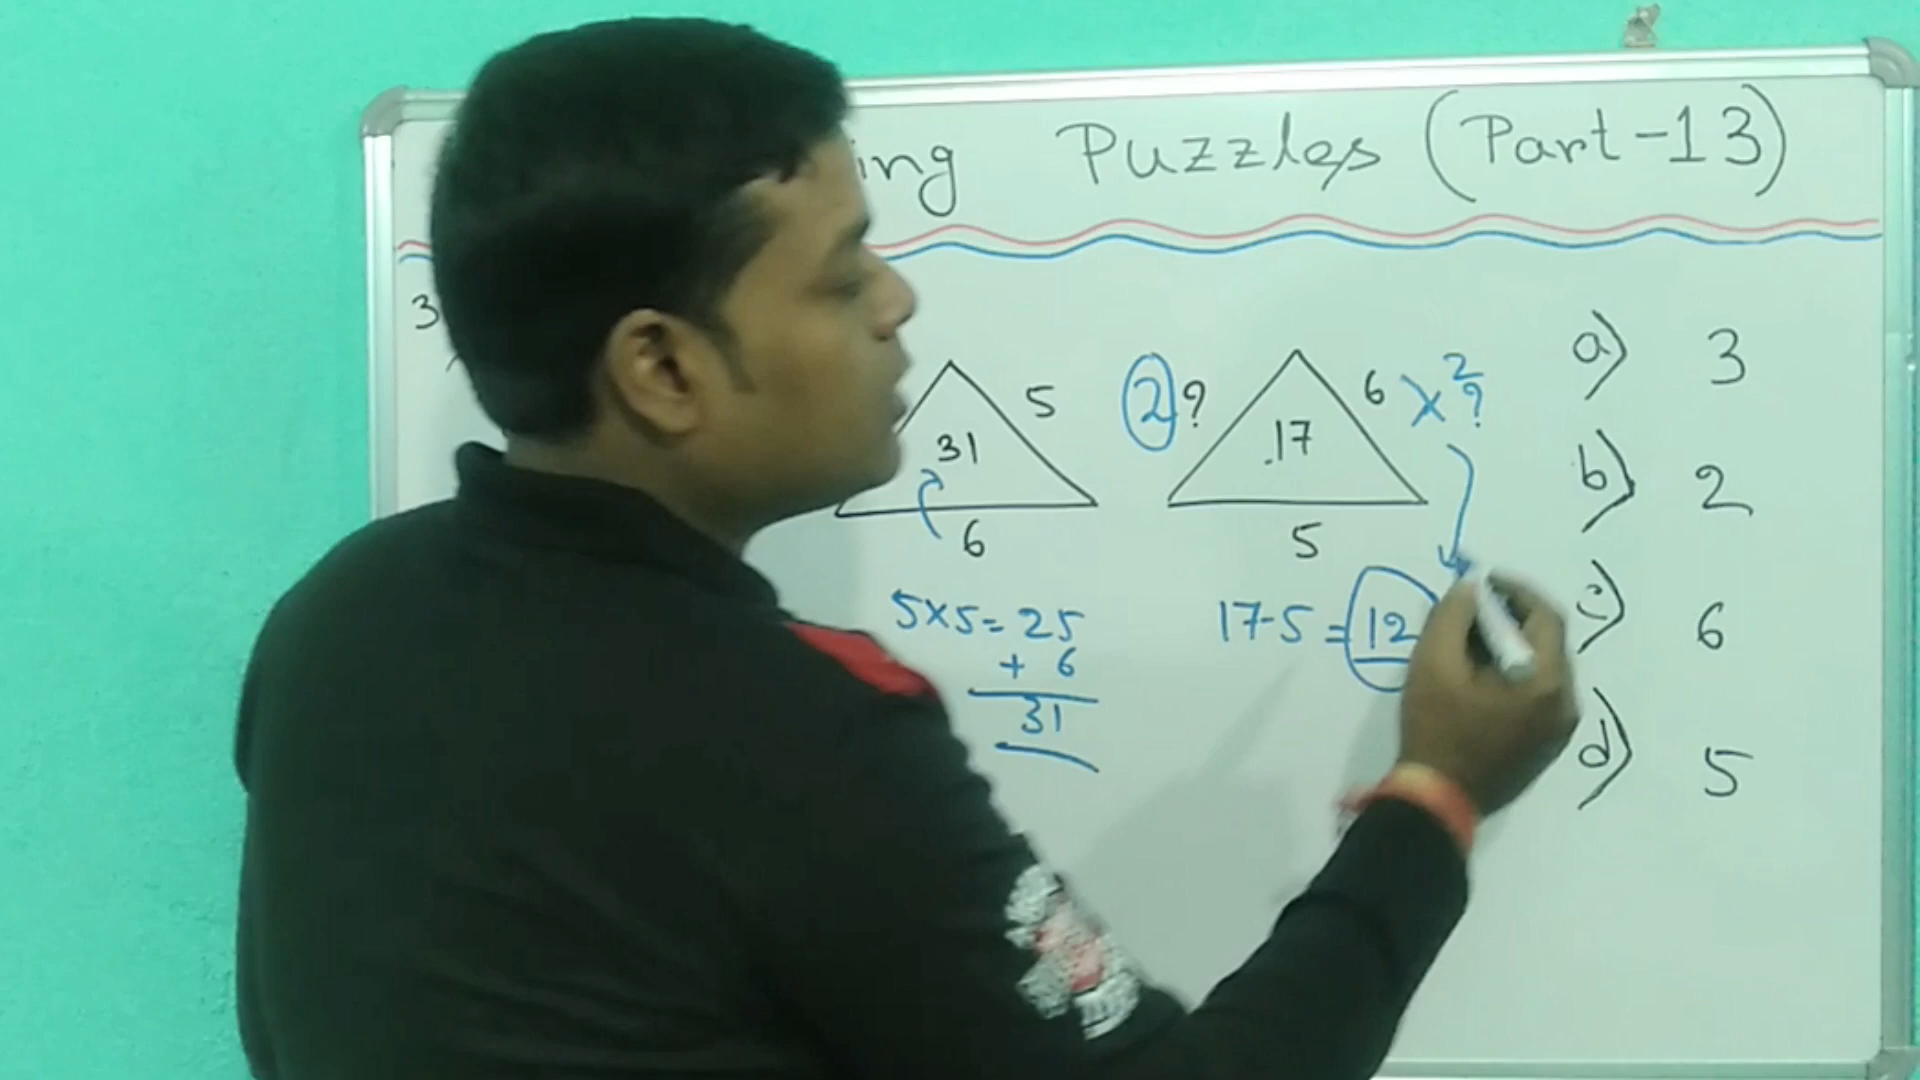 ing Puzzles (Part-13)
3
5
31
6
2 ?
6 x 2 ?
.17
5
5x5=25
+ 6
31
17-5=12
a) 3
b) 2
c) 6
d) 5